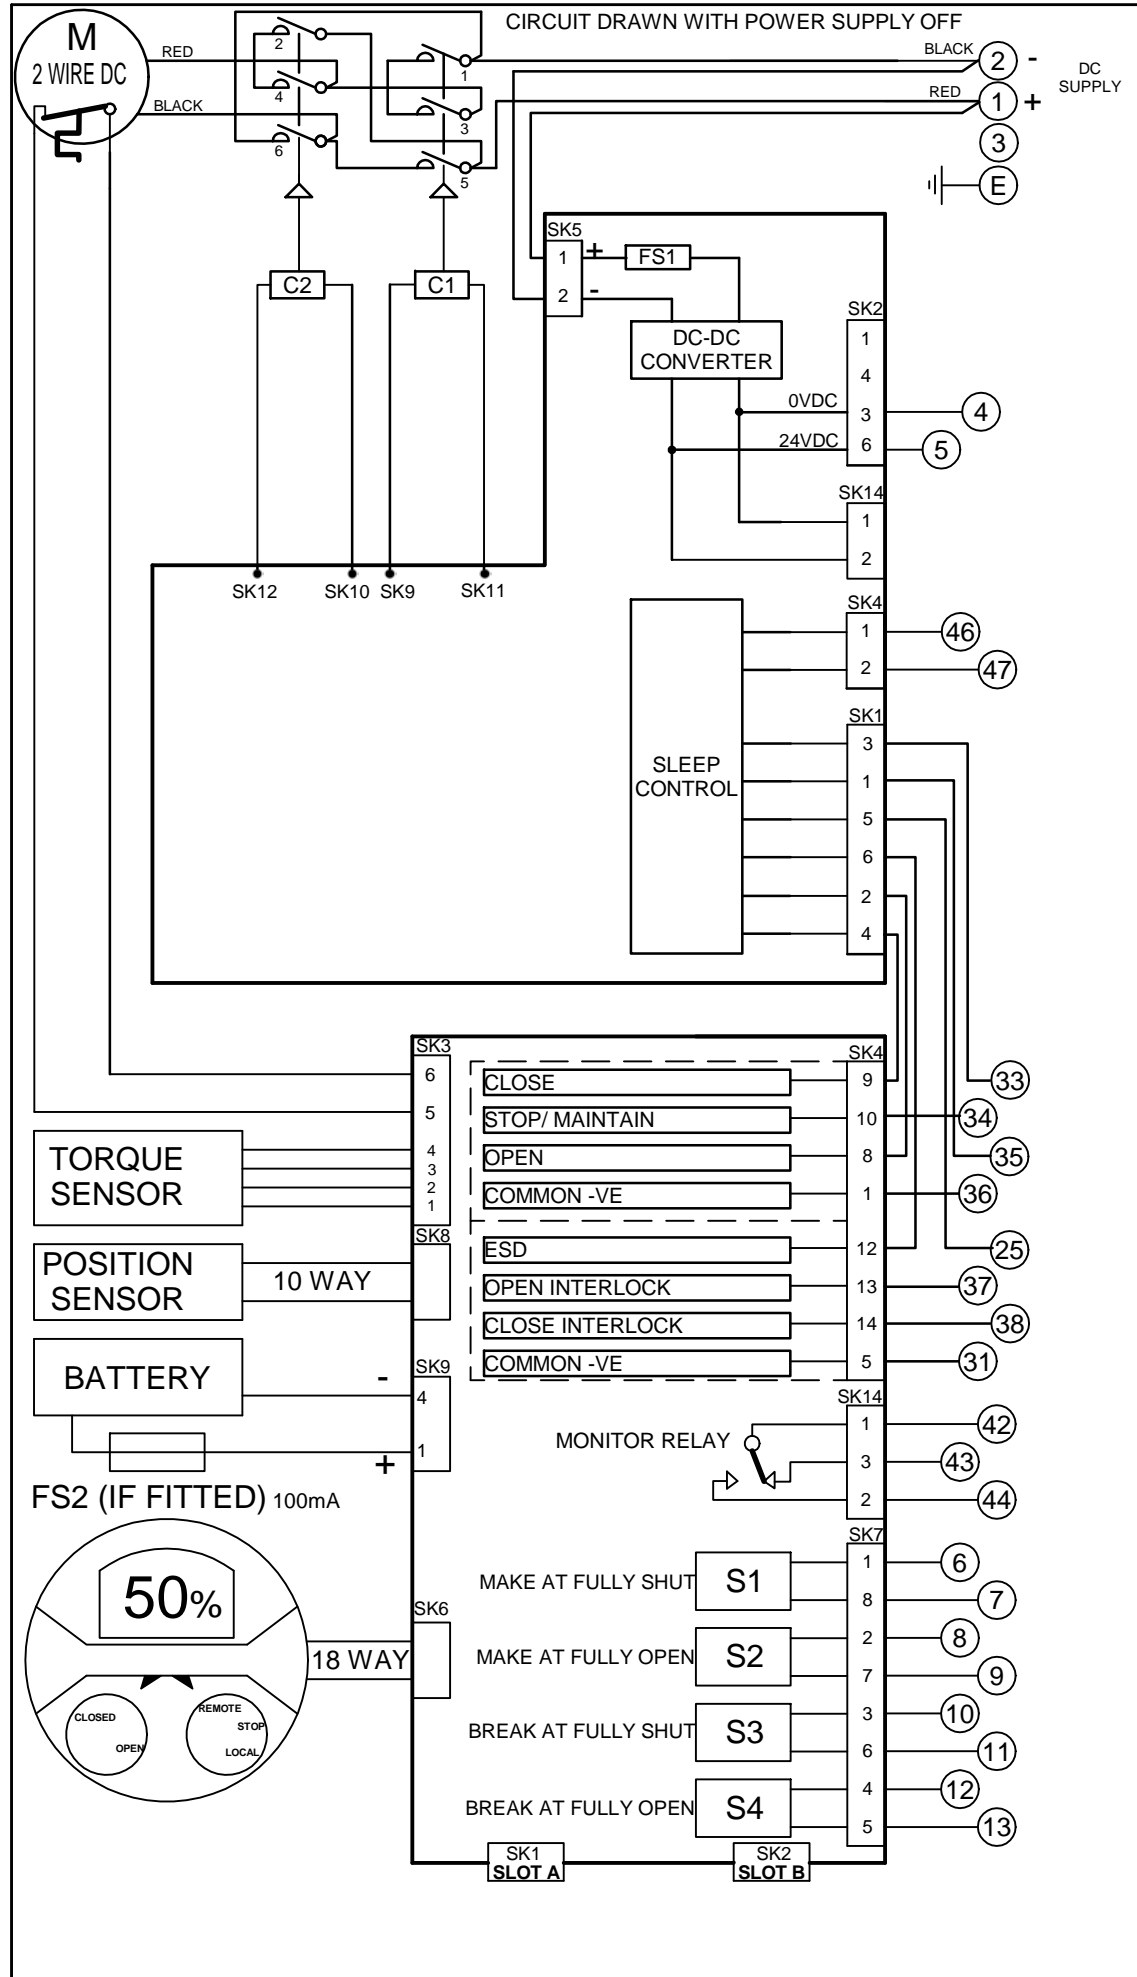 CIRCUIT DRAWN WITH POWER SUPPLY OFF
M
2 WIRE DC
RED
BLACK
2
4
6
1
3
5
BLACK
2
-
RED
1
+
DC
SUPPLY
3
E
C2
C1
SK5
1
+
FS1
2
-
DC-DC
CONVERTER
0VDC
24VDC
SK2
1
4
3
4
6
5
SK14
1
2
SK12
SK10
SK9
SK11
SLEEP
CONTROL
SK4
1
46
2
47
SK1
3
1
5
6
2
4
SK3
6
5
4
3
2
1
SK4
CLOSE
9
33
STOP/ MAINTAIN
10
34
OPEN
8
35
COMMON -VE
1
36
ESD
12
25
OPEN INTERLOCK
13
37
CLOSE INTERLOCK
14
38
COMMON -VE
5
31
TORQUE
SENSOR
POSITION
SENSOR
10 WAY
SK8
BATTERY
-
SK9
4
1
+
FS2 (IF FITTED) 100mA
MONITOR RELAY
SK14
1
42
3
43
2
44
SK7
MAKE AT FULLY SHUT
S1
1
6
8
7
MAKE AT FULLY OPEN
S2
2
8
7
9
BREAK AT FULLY SHUT
S3
3
10
6
11
BREAK AT FULLY OPEN
S4
4
12
5
13
50%
CLOSED
OPEN
REMOTE
STOP
LOCAL
18 WAY
SK6
SK1
SLOT A
SK2
SLOT B